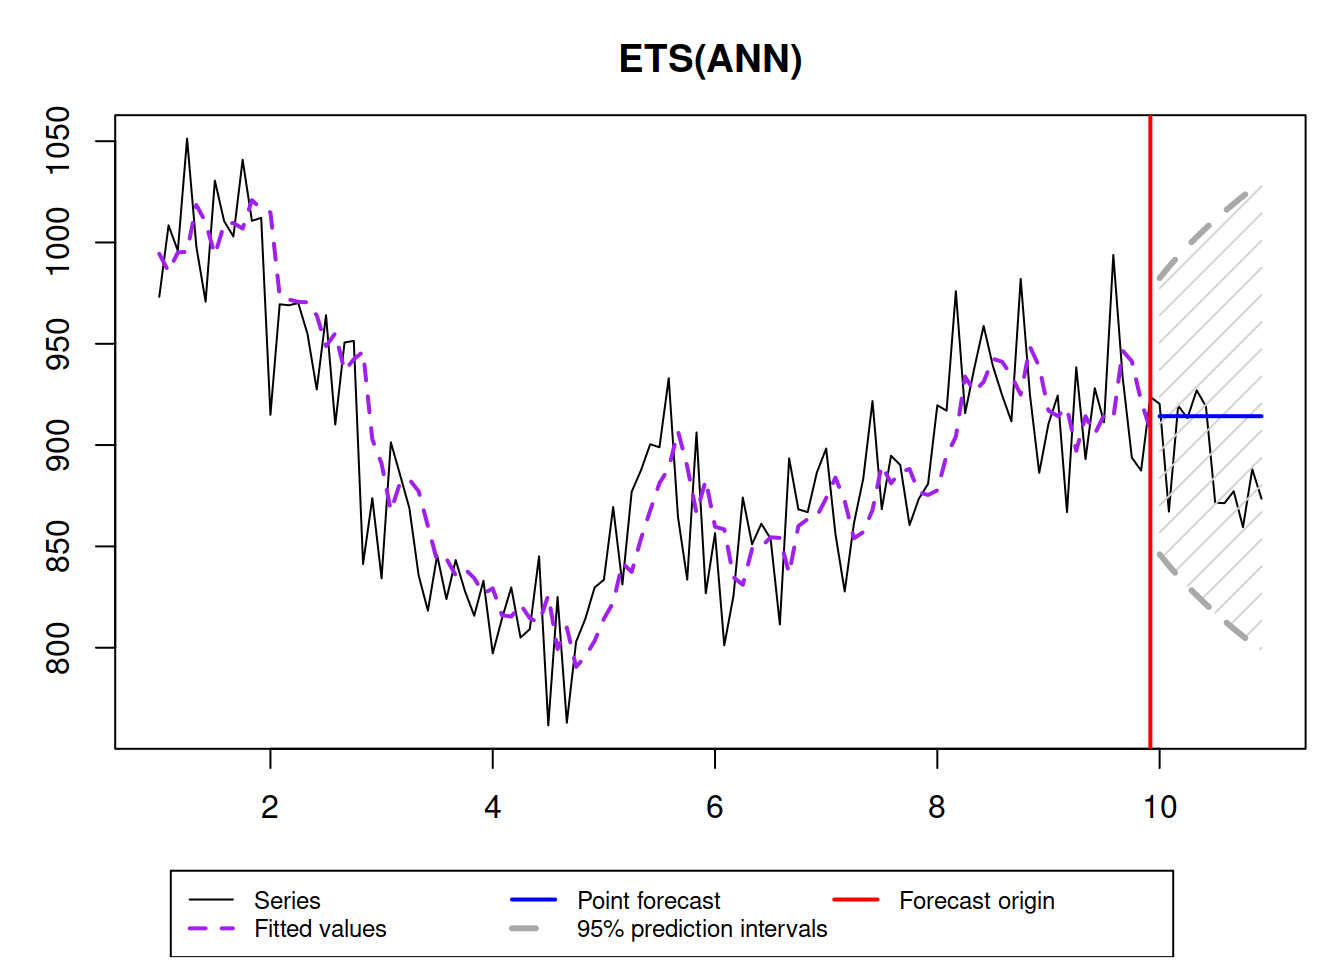 ETS(ANN)
1050
1000
950
900
850
800
2 4 6 8 10
Series Point forecast Forecast origin
Fitted values 95% prediction intervals